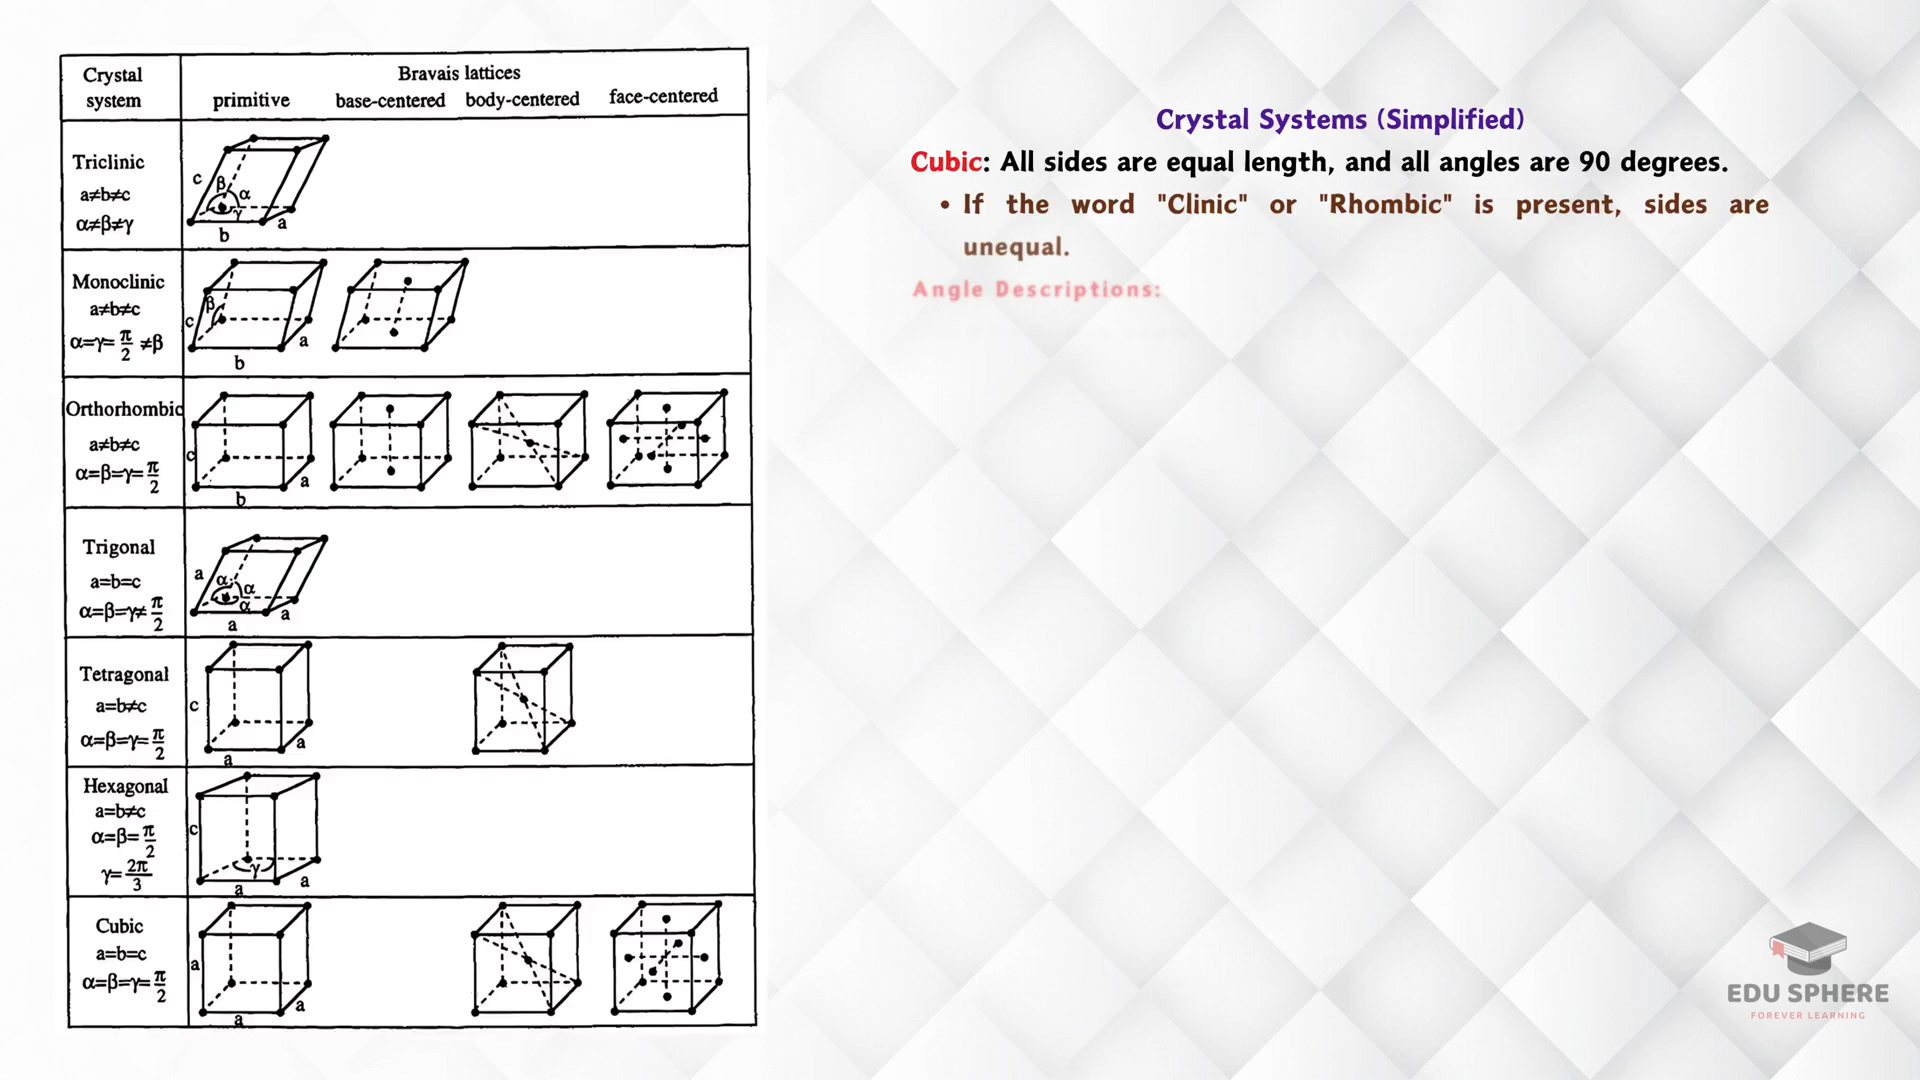 Crystal
system
Bravais lattices
primitive base-centered body-centered face-centered
Triclinic
a≠b≠c
α≠β≠γ
c β α γ a b
Monoclinic
a≠b≠c
α=γ= π/2 ≠β
β c a b
Orthorhombic
a≠b≠c
α=β=γ= π/2
c a b
Trigonal
a=b=c
α=β=γ≠ π/2
a α α α a a
Tetragonal
a=b≠c
α=β=γ= π/2
c a a
Hexagonal
a=b≠c
α=β= π/2
γ= 2π/3
c γ a a
Cubic
a=b=c
α=β=γ= π/2
a a a
Crystal Systems (Simplified)
Cubic: All sides are equal length, and all angles are 90 degrees.
• If the word "Clinic" or "Rhombic" is present, sides are
unequal.
Angle Descriptions:
EDU SPHERE
FOREVER LEARNING